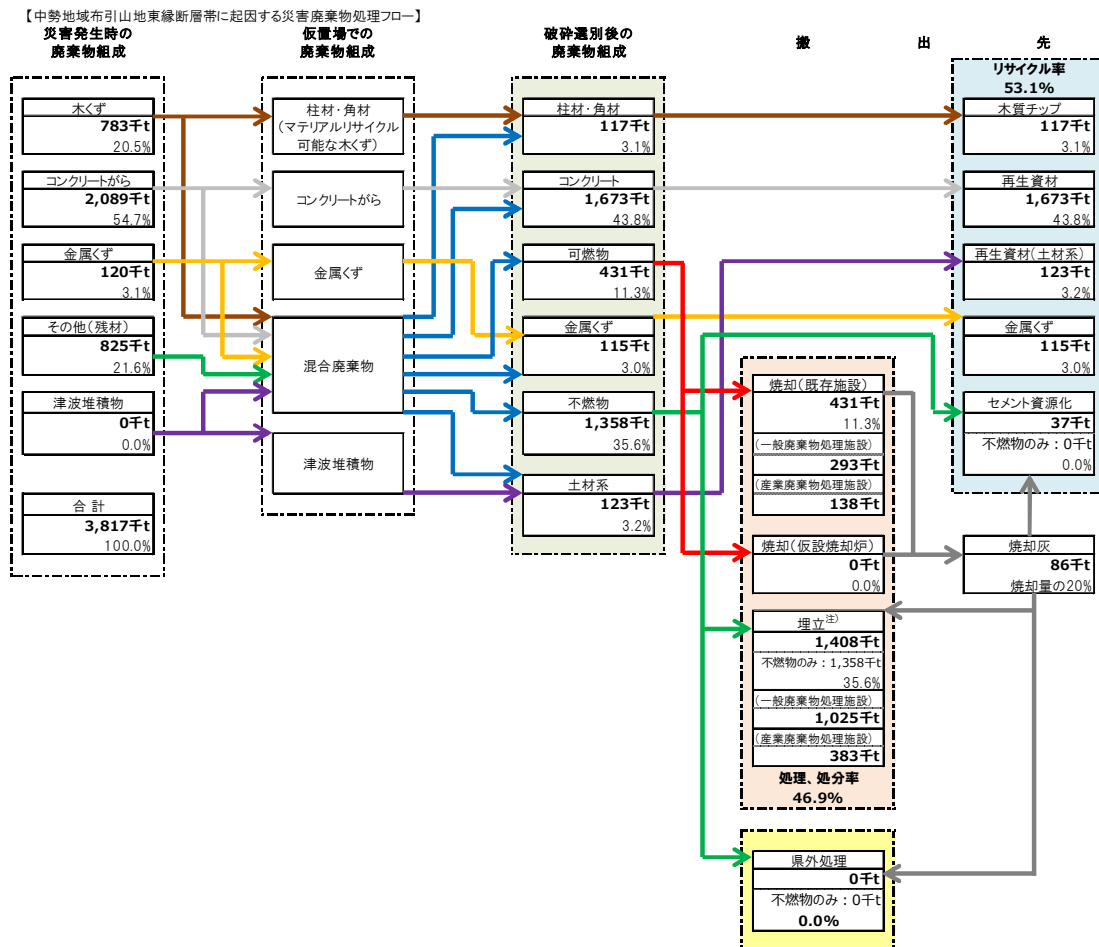 【中勢地域布引山地東縁断層帯に起因する災害廃棄物処理フロー】
災害発生時の
廃棄物組成
木くず
783千t
20.5%
コンクリートがら
2,089千t
54.7%
金属くず
120千t
3.1%
その他(残材)
825千t
21.6%
津波堆積物
0千t
0.0%
合 計
3,817千t
100.0%
仮置場での
廃棄物組成
柱材・角材
(マテリアルリサイクル
可能な木くず)
コンクリートがら
金属くず
混合廃棄物
津波堆積物
破砕選別後の
廃棄物組成
柱材・角材
117千t
3.1%
コンクリート
1,673千t
43.8%
可燃物
431千t
11.3%
金属くず
115千t
3.0%
不燃物
1,358千t
35.6%
土材系
123千t
3.2%
搬 出 先
焼却(既存施設)
431千t
11.3%
(一般廃棄物処理施設)
293千t
(産業廃棄物処理施設)
138千t
焼却(仮設焼却炉)
0千t
0.0%
埋立注)
1,408千t
不燃物のみ：1,358千t
35.6%
(一般廃棄物処理施設)
1,025千t
(産業廃棄物処理施設)
383千t
処理、処分率
46.9%
県外処理
0千t
不燃物のみ：0千t
0.0%
リサイクル率
53.1%
木質チップ
117千t
3.1%
再生資材
1,673千t
43.8%
再生資材(土材系)
123千t
3.2%
金属くず
115千t
3.0%
セメント資源化
37千t
不燃物のみ：0千t
0.0%
焼却灰
86千t
焼却量の20%